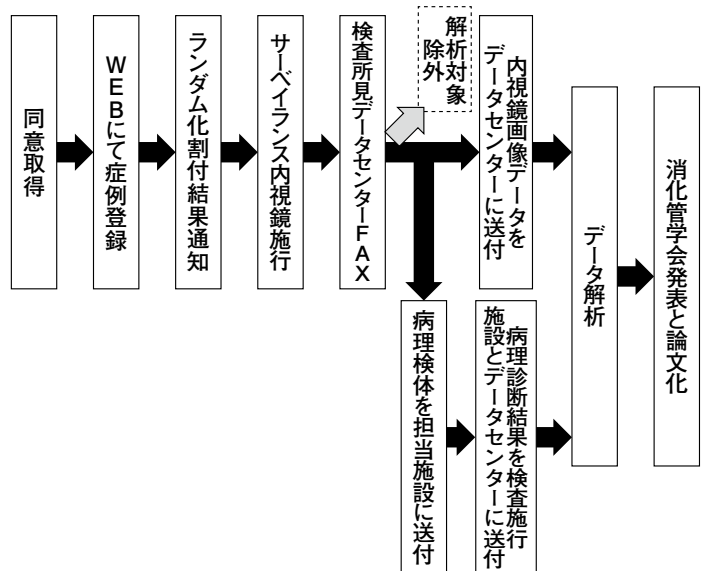 同意取得
WEBにて症例登録
ランダム化割付結果通知
サーベイランス内視鏡施行
検査所見データセンターFAX
解析対象
除外
内視鏡画像データを
データセンターに送付
病理検体を担当施設に送付
病理診断結果を検査施行
施設とデータセンターに送付
データ解析
消化管学会発表と論文化